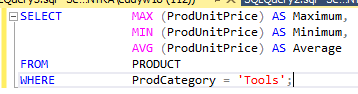 SELECT MAX (ProdUnitPrice) AS Maximum,
MIN (ProdUnitPrice) AS Minimum,
AVG (ProdUnitPrice) AS Average
FROM PRODUCT
WHERE ProdCategory = 'Tools';